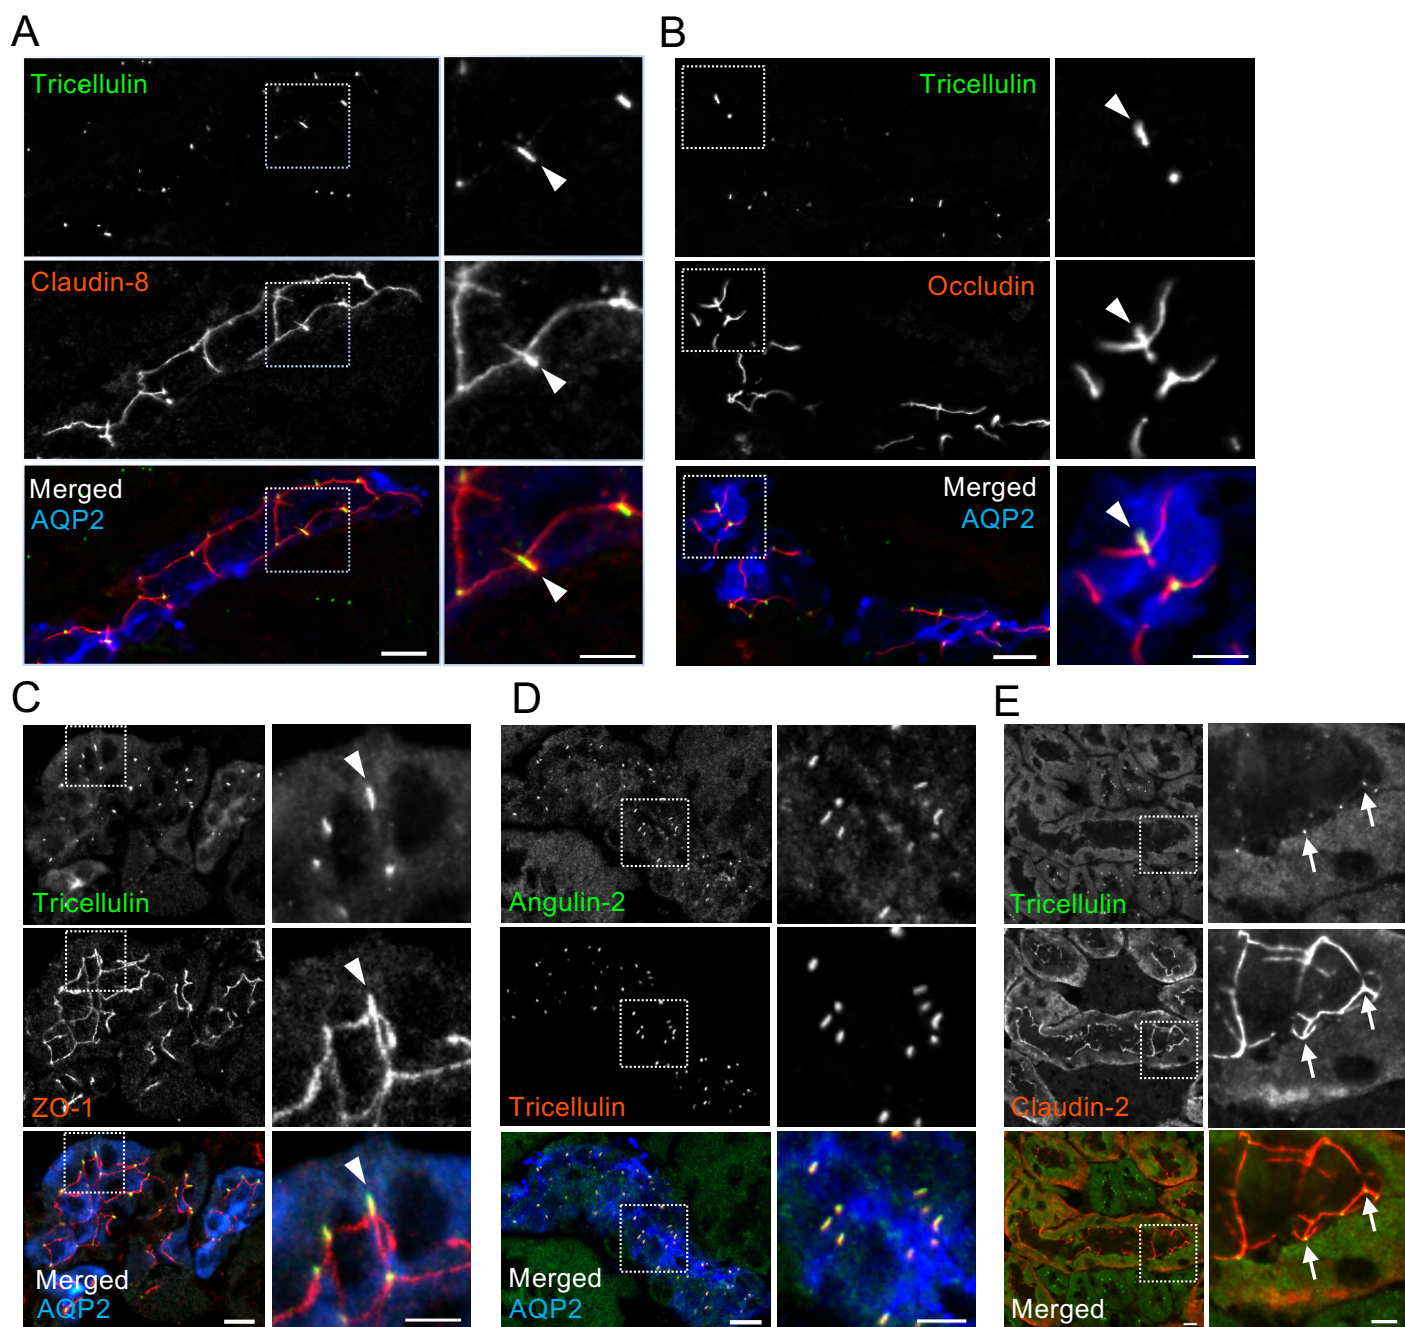 A
Tricellulin
Claudin-8
Merged
AQP2
B
Tricellulin
Occludin
Merged
AQP2
C
Tricellulin
ZO-1
Merged
AQP2
D
Angulin-2
Tricellulin
Merged
AQP2
E
Tricellulin
Claudin-2
Merged